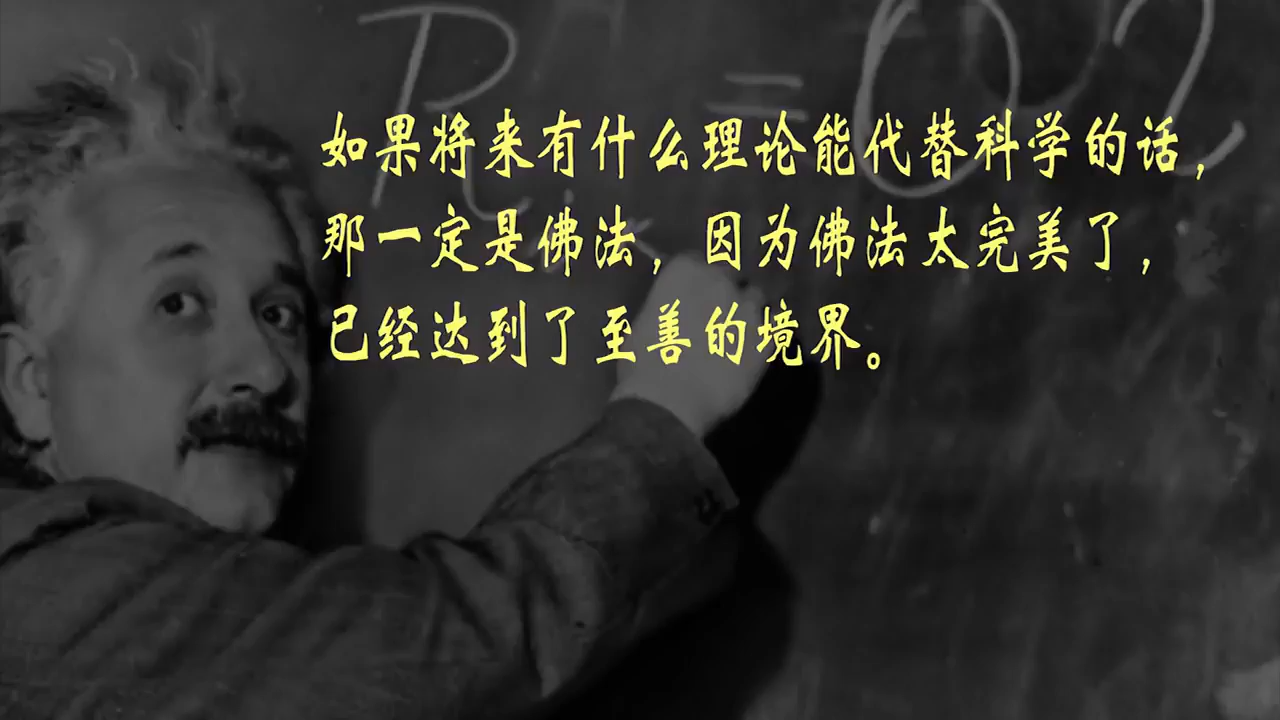 如果将来有什么理论能代替科学的话，
那一定是佛法，因为佛法太完美了，
已经达到了至善的境界。